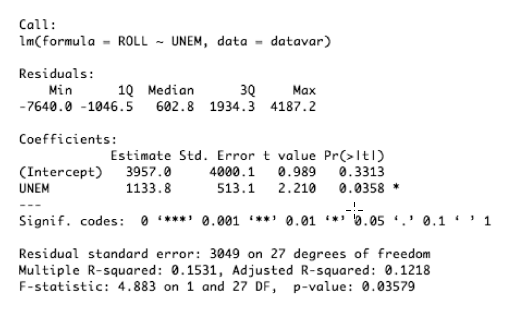 Call:
lm(formula = ROLL ~ UNEM, data = datavar)
Residuals:
Min 1Q Median 3Q Max
-7640.0 -1046.5 602.8 1934.3 4187.2
Coefficients:
Estimate Std. Error t value Pr(>|t|)
(Intercept) 3957.0 4000.1 0.989 0.3313
UNEM 1133.8 513.1 2.210 0.0358 *
---
Signif. codes: 0 ‘***’ 0.001 ‘**’ 0.01 ‘*’ 0.05 ‘.’ 0.1 ‘ ’ 1
Residual standard error: 3049 on 27 degrees of freedom
Multiple R-squared: 0.1531, Adjusted R-squared: 0.1218
F-statistic: 4.883 on 1 and 27 DF, p-value: 0.03579